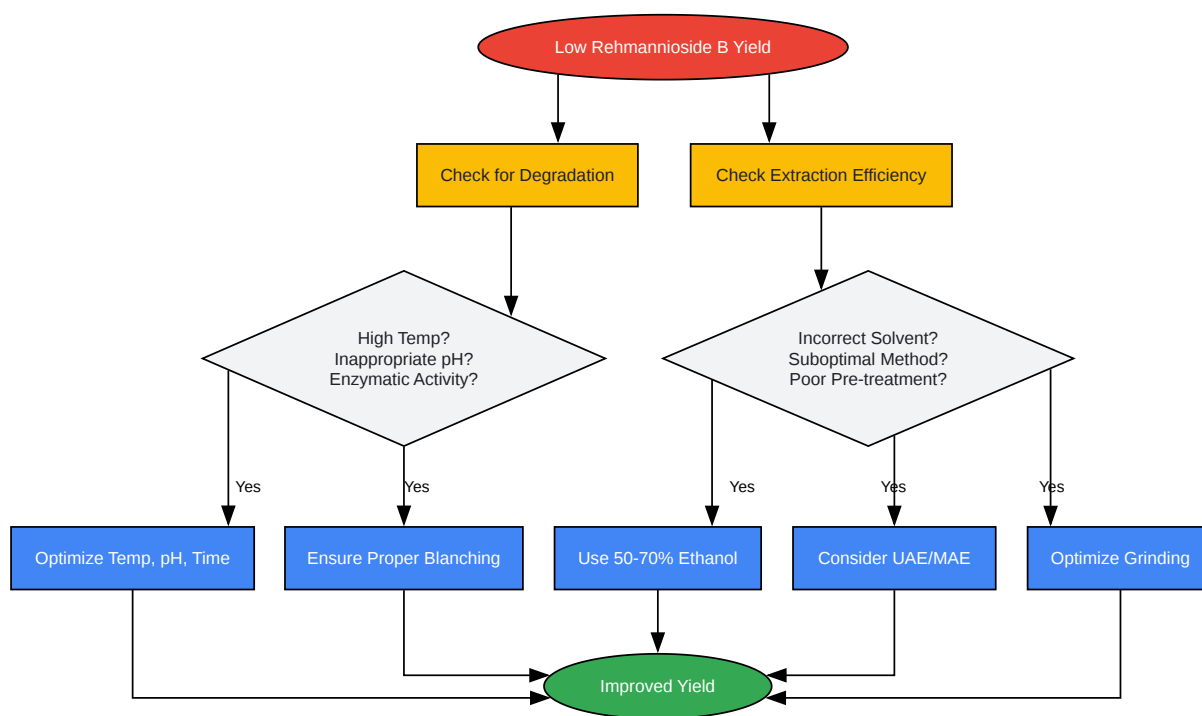 Low Rehmannioside B Yield
Check for Degradation
Check Extraction Efficiency
High Temp?
Inappropriate pH?
Enzymatic Activity?
Incorrect Solvent?
Suboptimal Method?
Poor Pre-treatment?
Yes
Yes
Yes
Yes
Yes
Optimize Temp, pH, Time
Ensure Proper Blanching
Use 50-70% Ethanol
Consider UAE/MAE
Optimize Grinding
Improved Yield